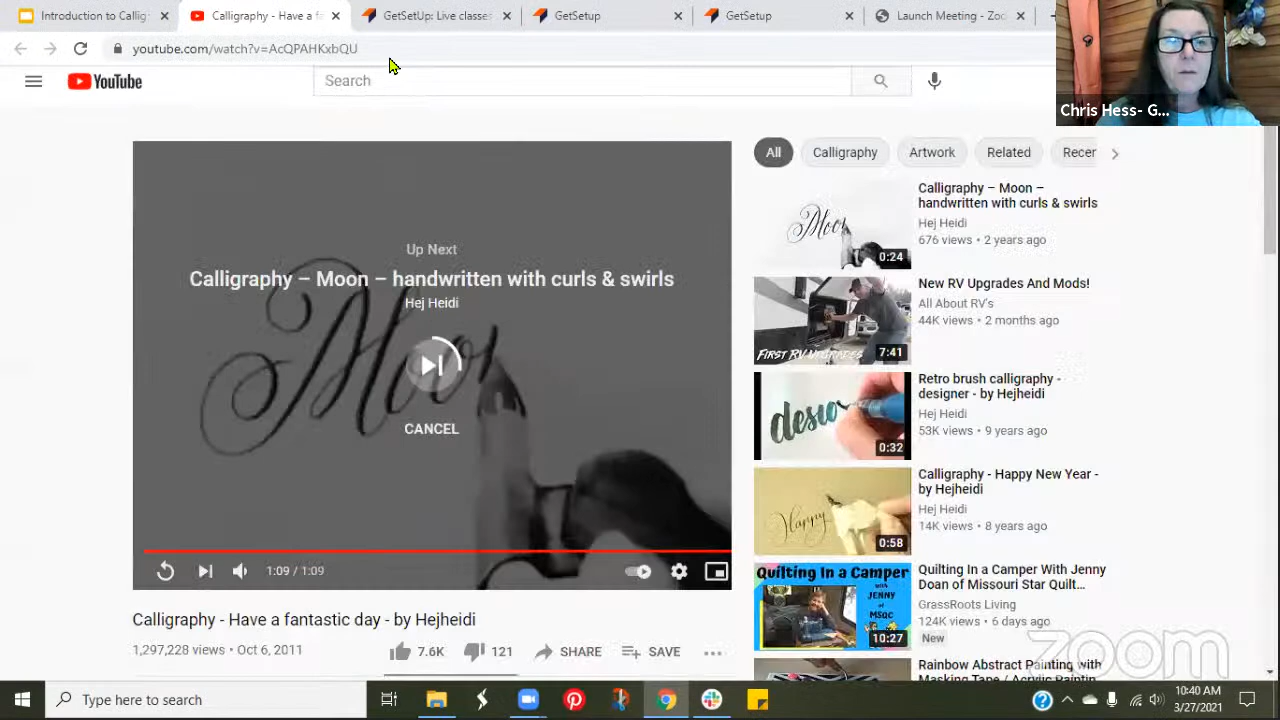 Introduction to Callig
Calligraphy - Have a fa
GetSetUp: Live classes
GetSetup
GetSetup
Launch Meeting - Zoo
youtube.com/watch?v=AcQPAHKxbQU
YouTube
Search
Chris Hess- G...
All
Calligraphy
Artwork
Related
Recer
Up Next
Calligraphy – Moon – handwritten with curls & swirls
Hej Heidi
Moon
CANCEL
1:09 / 1:09
Calligraphy - Have a fantastic day - by Hejheidi
1,297,228 views • Oct 6, 2011
7.6K
121
SHARE
SAVE
Moon
0:24
Calligraphy – Moon –
handwritten with curls & swirls
Hej Heidi
676 views • 2 years ago
FIRST RV UPGRADES
7:41
New RV Upgrades And Mods!
All About RV's
44K views • 2 months ago
desig
0:32
Retro brush calligraphy -
designer - by Hejheidi
Hej Heidi
53K views • 9 years ago
Happy
0:58
Calligraphy - Happy New Year -
by Hejheidi
Hej Heidi
14K views • 8 years ago
Quilting In a Camper
with
JENNY
of
MSQC
10:27
Quilting In a Camper With Jenny
Doan of Missouri Star Quilt…
GrassRoots Living
124K views • 6 days ago
New
Rainbow Abstract Painting with
Masking Tape / Acrylic Paintin
zoom
Type here to search
10:40 AM
3/27/2021